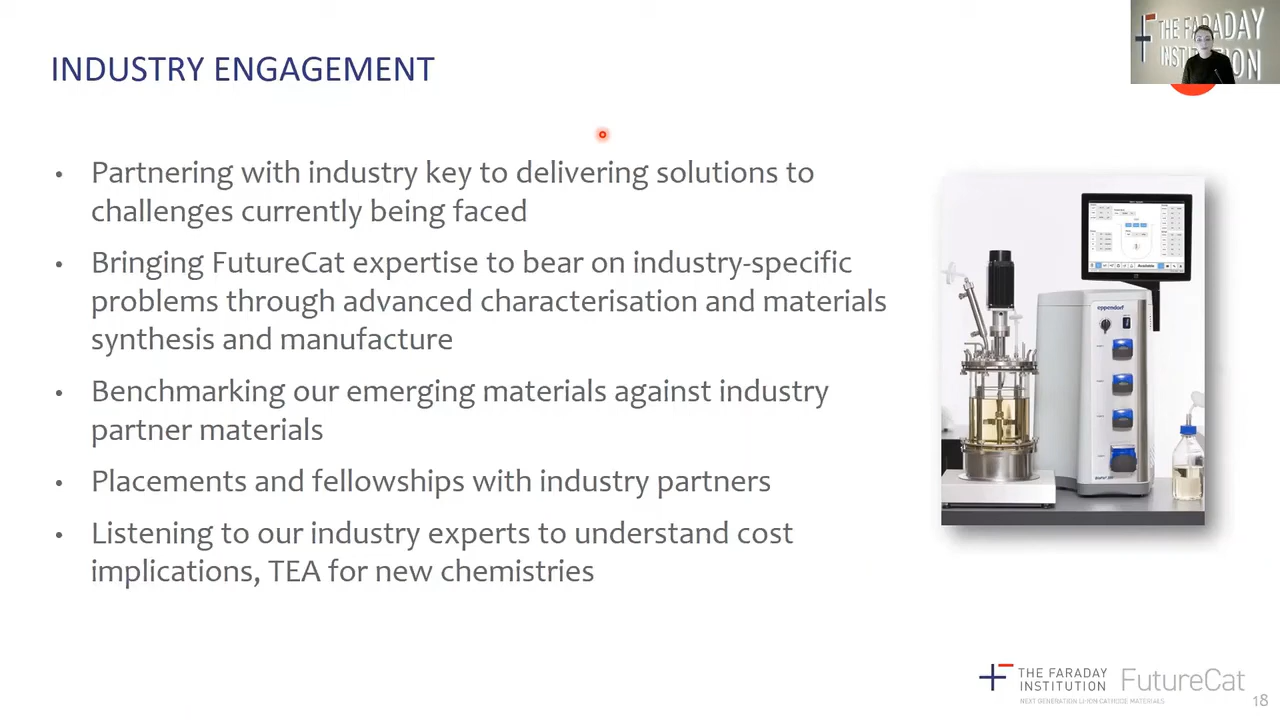 THE FARADAY
INSTITUTION
INDUSTRY ENGAGEMENT
• Partnering with industry key to delivering solutions to
challenges currently being faced
• Bringing FutureCat expertise to bear on industry-specific
problems through advanced characterisation and materials
synthesis and manufacture
• Benchmarking our emerging materials against industry
partner materials
• Placements and fellowships with industry partners
• Listening to our industry experts to understand cost
implications, TEA for new chemistries
eppendorf
THE FARADAY
INSTITUTION
FutureCat
NEXT GENERATION LI-ION CATHODE MATERIALS
18